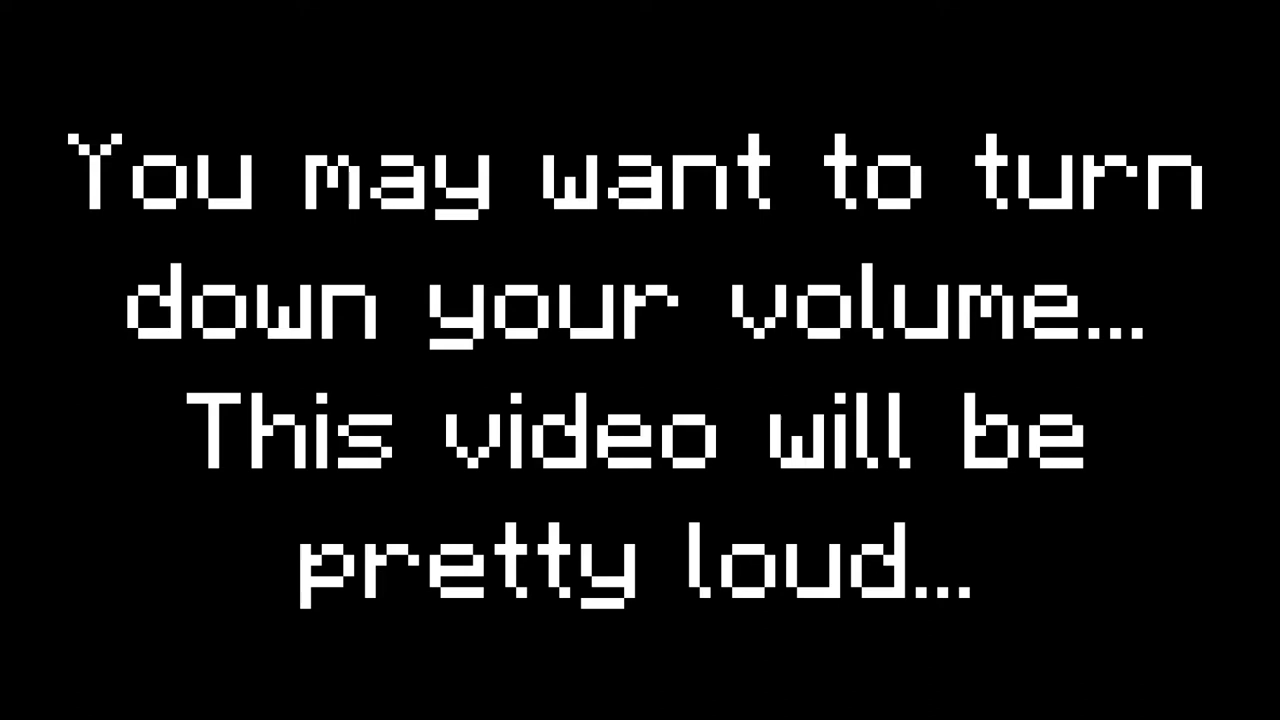 You may want to turn
down your volume...
This video will be
pretty loud...